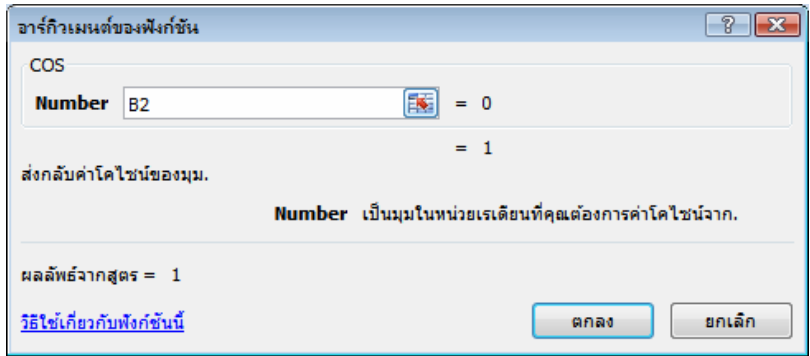 อาร์กิวเมนต์ของฟังก์ชัน
COS
Number B2 = 0
= 1
ส่งกลับค่าโคไซน์ของมุม.
Number เป็นมุมในหน่วยเรเดียนที่คุณต้องการค่าโคไซน์จาก.
ผลลัพธ์จากสูตร = 1
วิธีใช้เกี่ยวกับฟังก์ชันนี้ ตกลง ยกเลิก